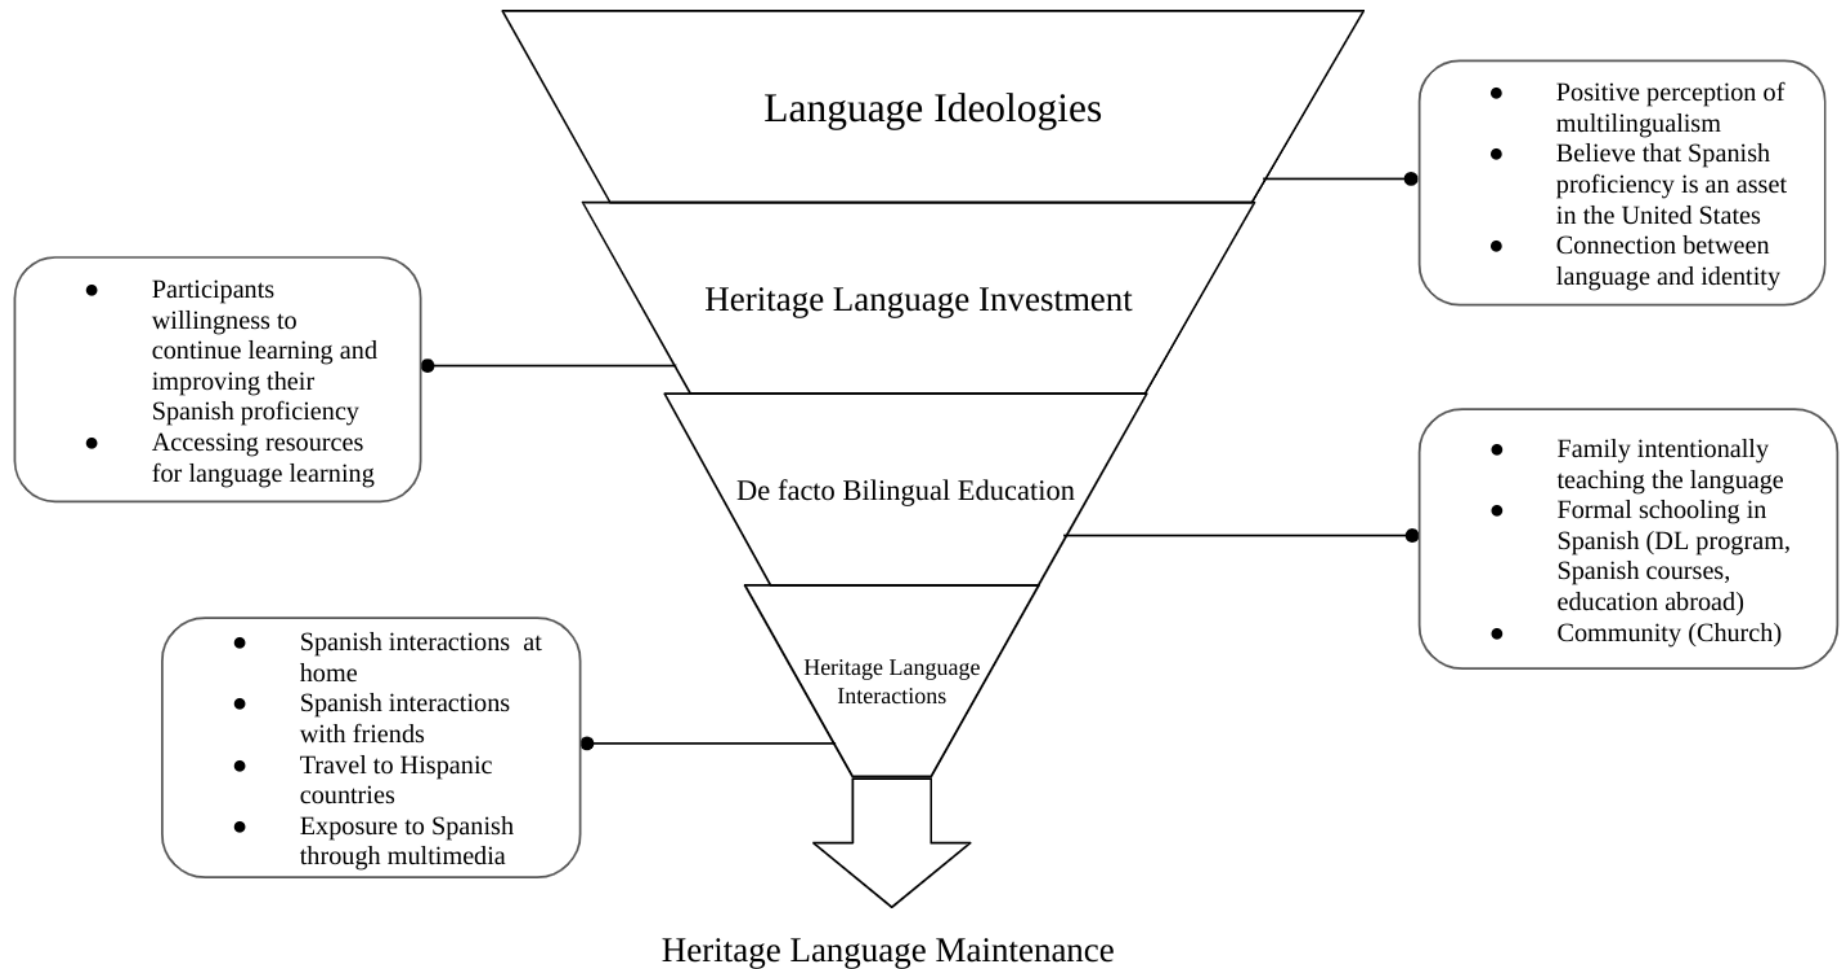 Language Ideologies
● Positive perception of
multilingualism
● Believe that Spanish
proficiency is an asset
in the United States
● Connection between
language and identity
Heritage Language Investment
● Participants
willingness to
continue learning and
improving their
Spanish proficiency
● Accessing resources
for language learning
De facto Bilingual Education
● Family intentionally
teaching the language
● Formal schooling in
Spanish (DL program,
Spanish courses,
education abroad)
● Community (Church)
Heritage Language
Interactions
● Spanish interactions  at
home
● Spanish interactions
with friends
● Travel to Hispanic
countries
● Exposure to Spanish
through multimedia
Heritage Language Maintenance